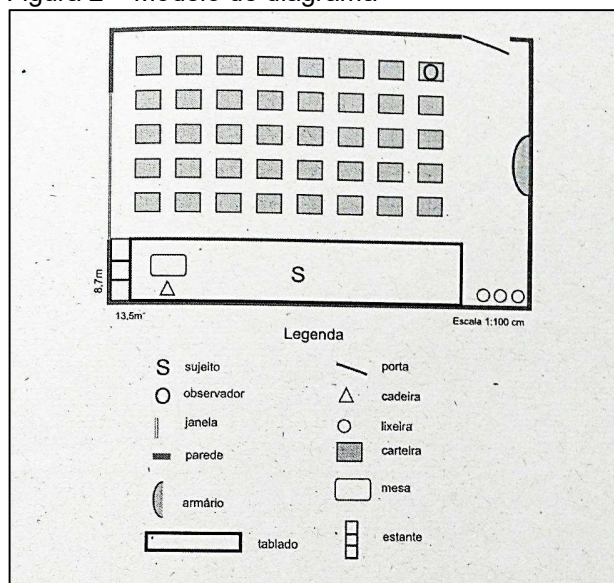 Figura 2 – Modelo de diagrama
S
8,7m
13,5m
Escala 1:100 cm
Legenda
S sujeito
porta
observador
cadeira
janela
lixeira
parede
carteira
armário
mesa
tablado
estante